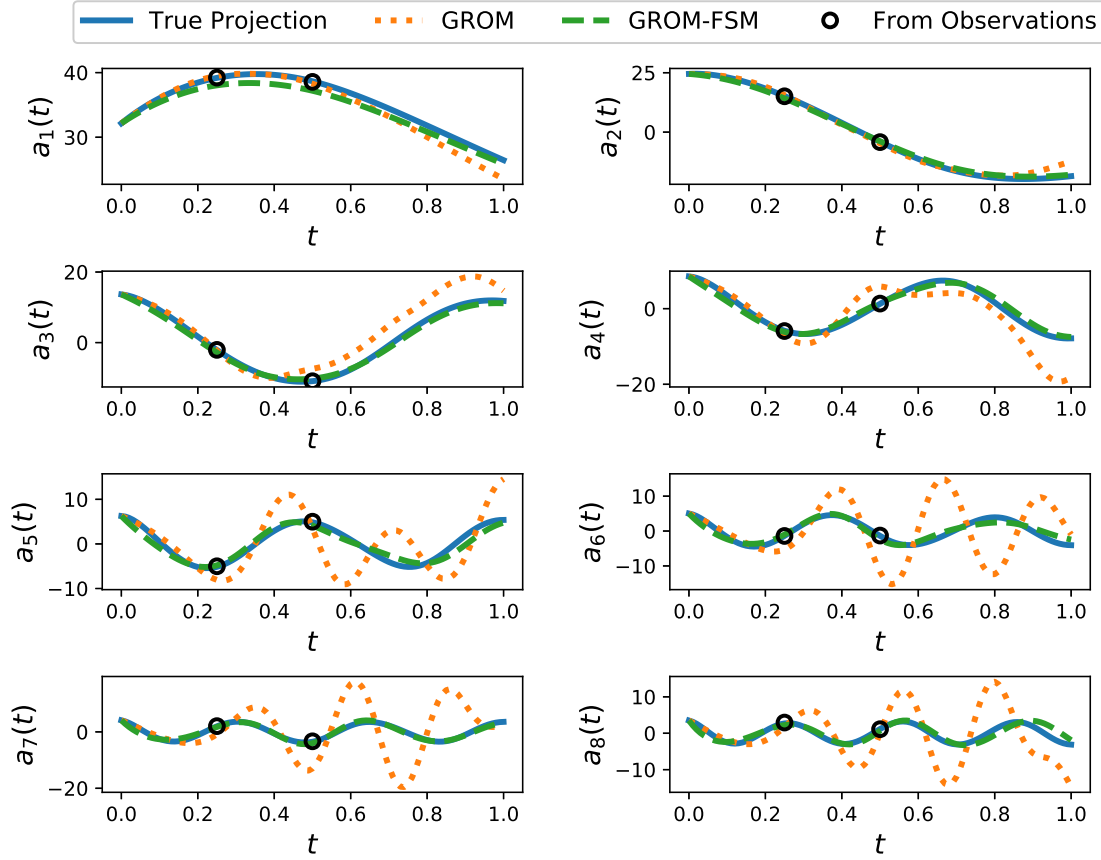 True Projection GROM GROM-FSM From Observations
40
30
a₁(t)
0.0 0.2 0.4 0.6 0.8 1.0
t
25
0
a₂(t)
0.0 0.2 0.4 0.6 0.8 1.0
t
20
0
a₃(t)
0.0 0.2 0.4 0.6 0.8 1.0
t
0
−20
a₄(t)
0.0 0.2 0.4 0.6 0.8 1.0
t
10
0
−10
a₅(t)
0.0 0.2 0.4 0.6 0.8 1.0
t
10
0
−10
a₆(t)
0.0 0.2 0.4 0.6 0.8 1.0
t
0
−20
a₇(t)
0.0 0.2 0.4 0.6 0.8 1.0
t
10
0
−10
a₈(t)
0.0 0.2 0.4 0.6 0.8 1.0
t